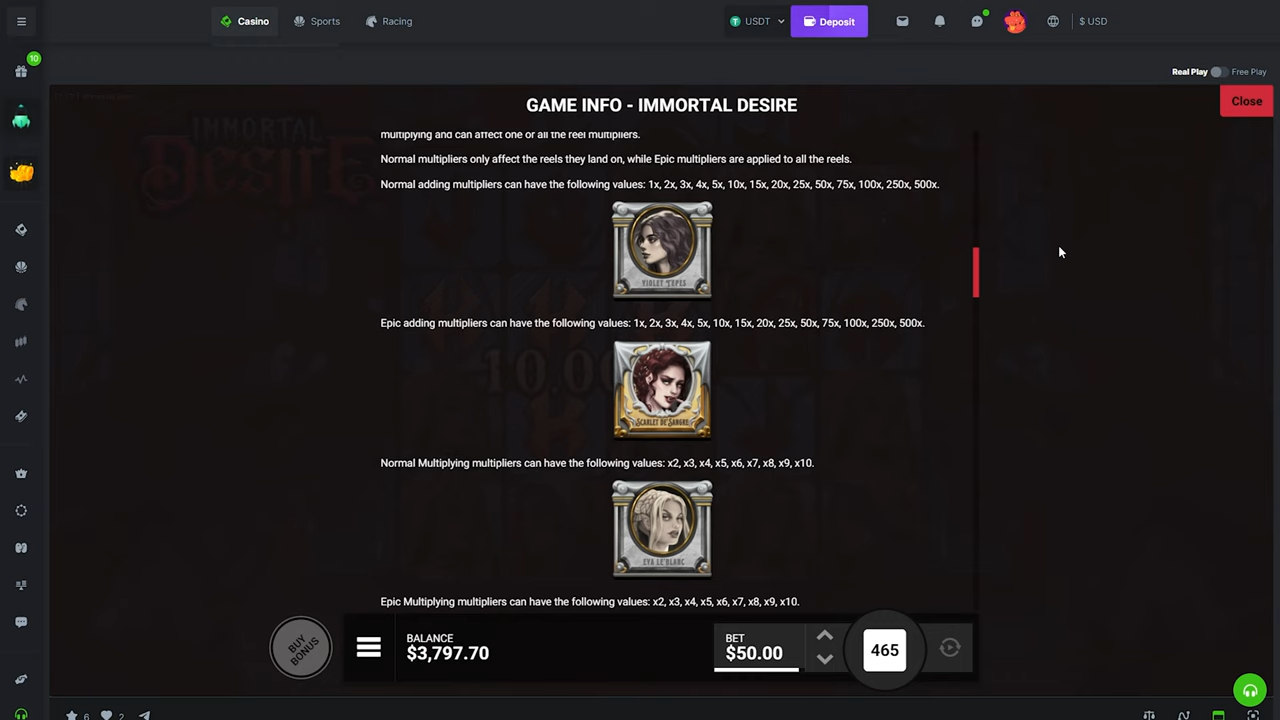 Casino
Sports
Racing
USDT
Deposit
$ USD
10
Real Play
Free Play
IMMORTAL
DESIRE
GAME INFO - IMMORTAL DESIRE
Close
multiplying and can affect one or all the reel multipliers.
Normal multipliers only affect the reels they land on, while Epic multipliers are applied to all the reels.
Normal adding multipliers can have the following values: 1x, 2x, 3x, 4x, 5x, 10x, 15x, 20x, 25x, 50x, 75x, 100x, 250x, 500x.
VIOLET TEPES
Epic adding multipliers can have the following values: 1x, 2x, 3x, 4x, 5x, 10x, 15x, 20x, 25x, 50x, 75x, 100x, 250x, 500x.
10,00
SCARLET DE SANGRE
Normal Multiplying multipliers can have the following values: x2, x3, x4, x5, x6, x7, x8, x9, x10.
EVA LE BLANC
Epic Multiplying multipliers can have the following values: x2, x3, x4, x5, x6, x7, x8, x9, x10.
BUY
BONUS
BALANCE
$3,797.70
BET
$50.00
465
6
2